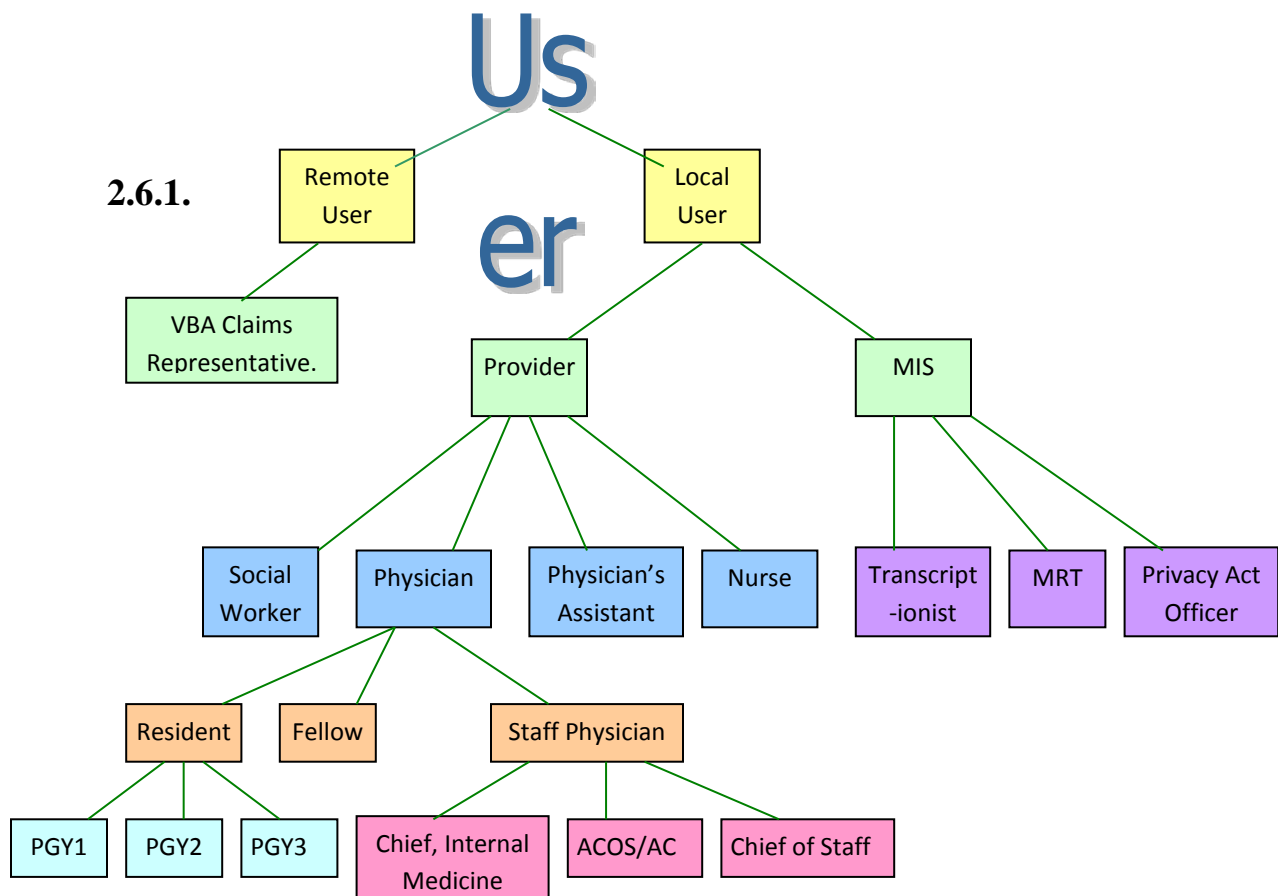 Us
er
2.6.1.
Remote
User
Local
User
VBA Claims
Representative.
Provider
MIS
Social
Worker
Physician
Physician’s
Assistant
Nurse
Transcript
-ionist
MRT
Privacy Act
Officer
Resident
Fellow
Staff Physician
PGY1
PGY2
PGY3
Chief, Internal
Medicine
ACOS/AC
Chief of Staff